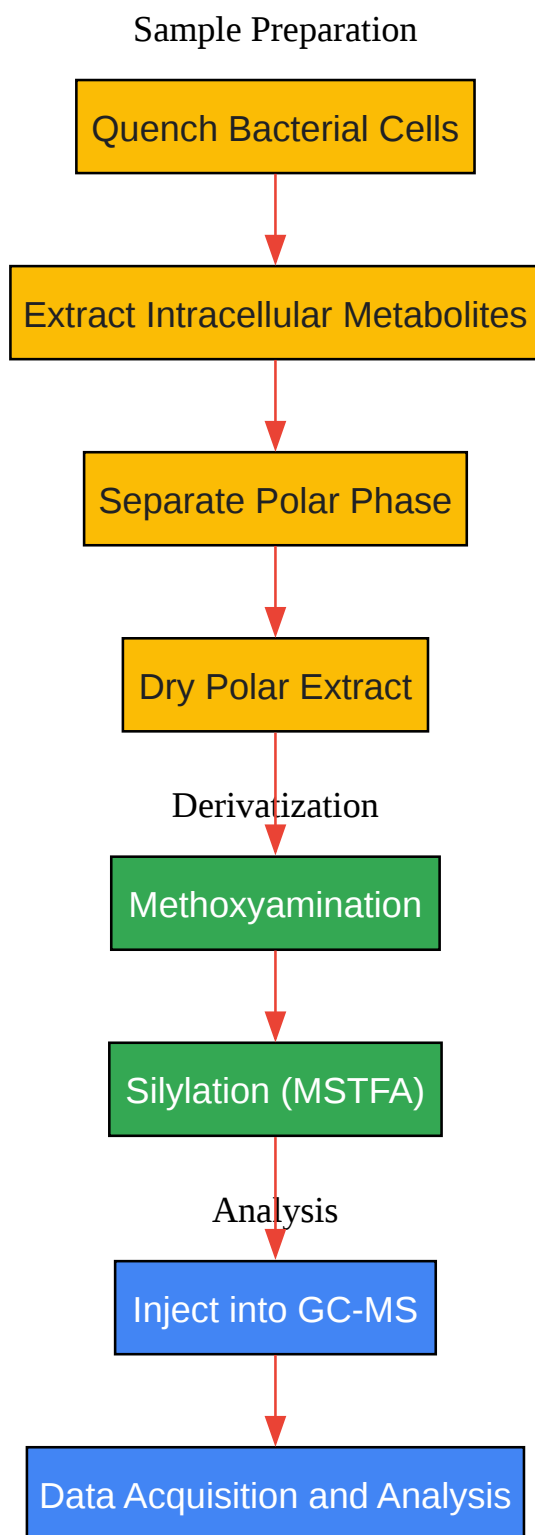 Sample Preparation
Quench Bacterial Cells
Extract Intracellular Metabolites
Separate Polar Phase
Dry Polar Extract
Derivatization
Methoxyamination
Silylation (MSTFA)
Analysis
Inject into GC-MS
Data Acquisition and Analysis